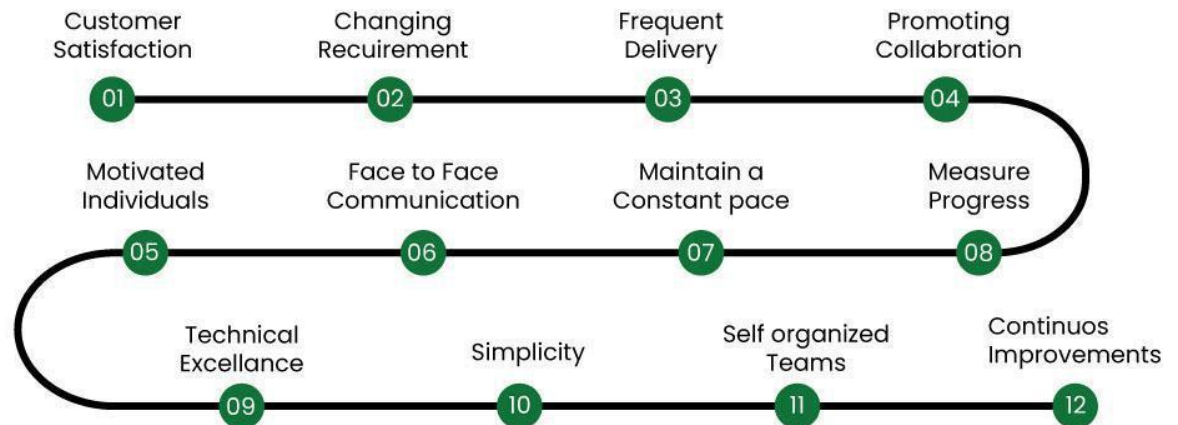 Customer
Satisfaction
01
Changing
Recuirement
02
Frequent
Delivery
03
Promoting
Collabration
04
Motivated
Individuals
05
Face to Face
Communication
06
Maintain a
Constant pace
07
Measure
Progress
08
Technical
Excellance
09
Simplicity
10
Self organized
Teams
11
Continuos
Improvements
12